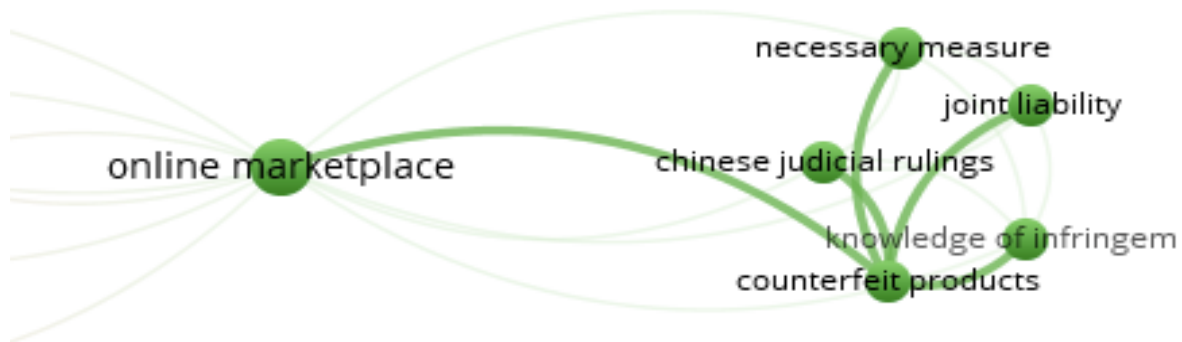 necessary measure
joint liability
online marketplace
chinese judicial rulings
knowledge of infringem
counterfeit products